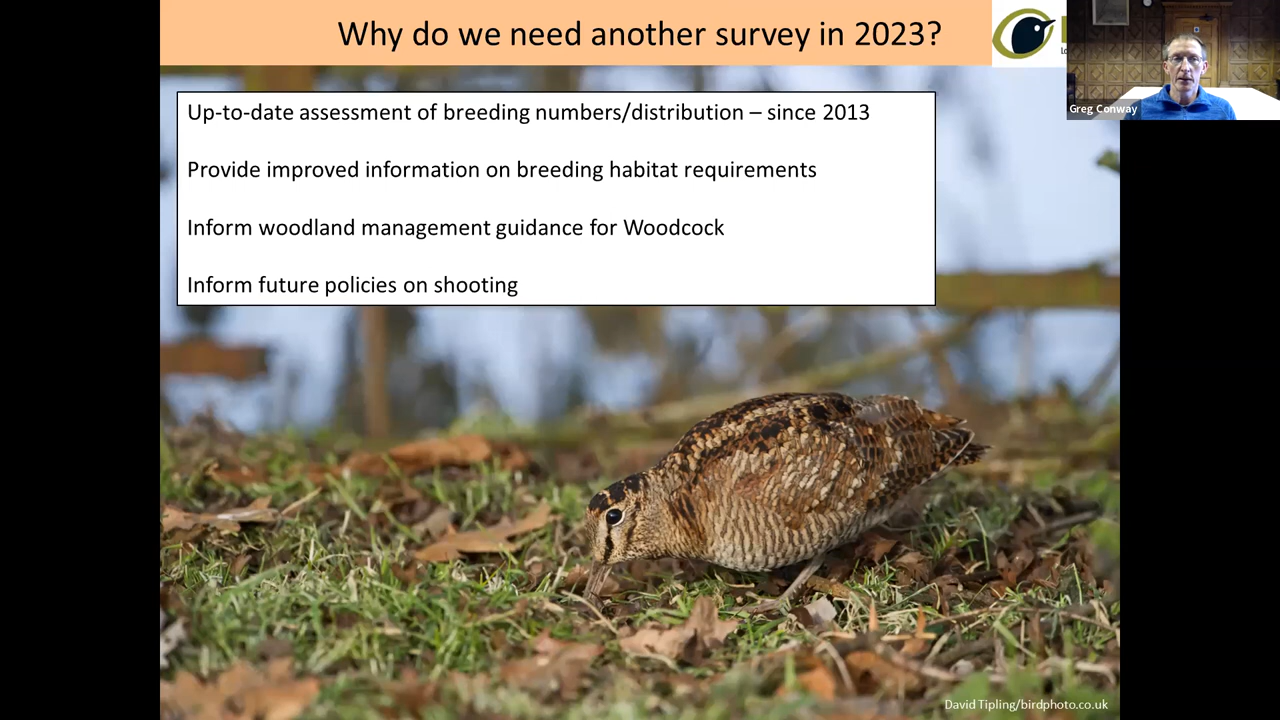 Why do we need another survey in 2023?
Greg Conway
Up-to-date assessment of breeding numbers/distribution – since 2013
Provide improved information on breeding habitat requirements
Inform woodland management guidance for Woodcock
Inform future policies on shooting
David Tipling/birdphoto.co.uk